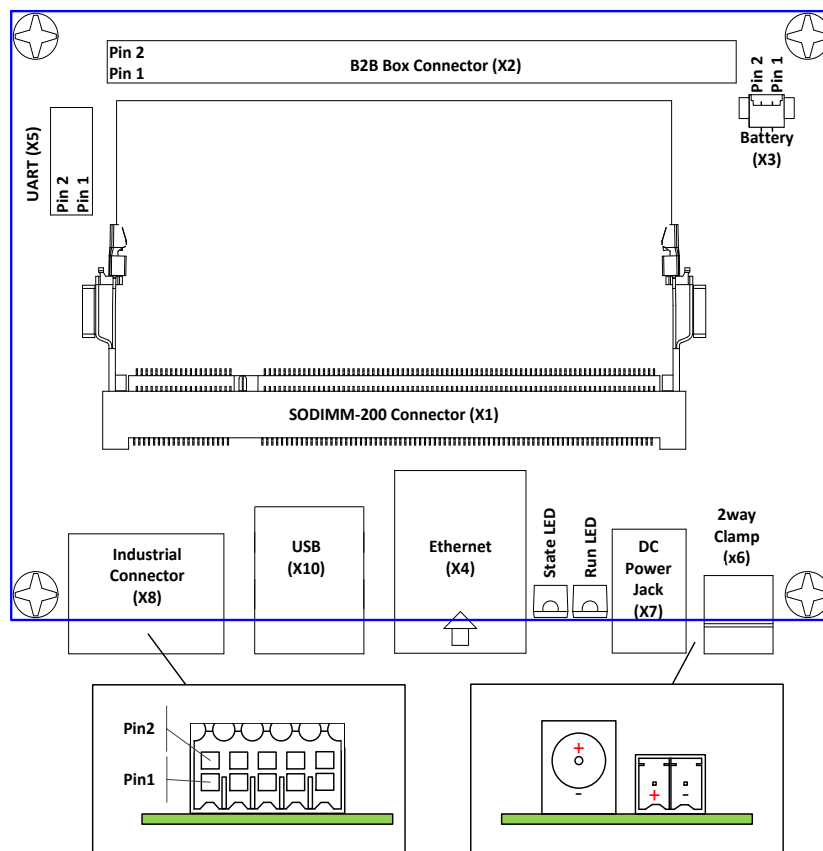 Pin 2
Pin 1
B2B Box Connector (X2)
Pin 2
Pin 1
Battery
(X3)
UART (X5)
Pin 2
Pin 1
SODIMM-200 Connector (X1)
Industrial
Connector
(X8)
USB
(X10)
Ethernet
(X4)
State LED
Run LED
DC
Power
Jack
(X7)
2way
Clamp
(x6)
Pin2
Pin1
+
-
+
-